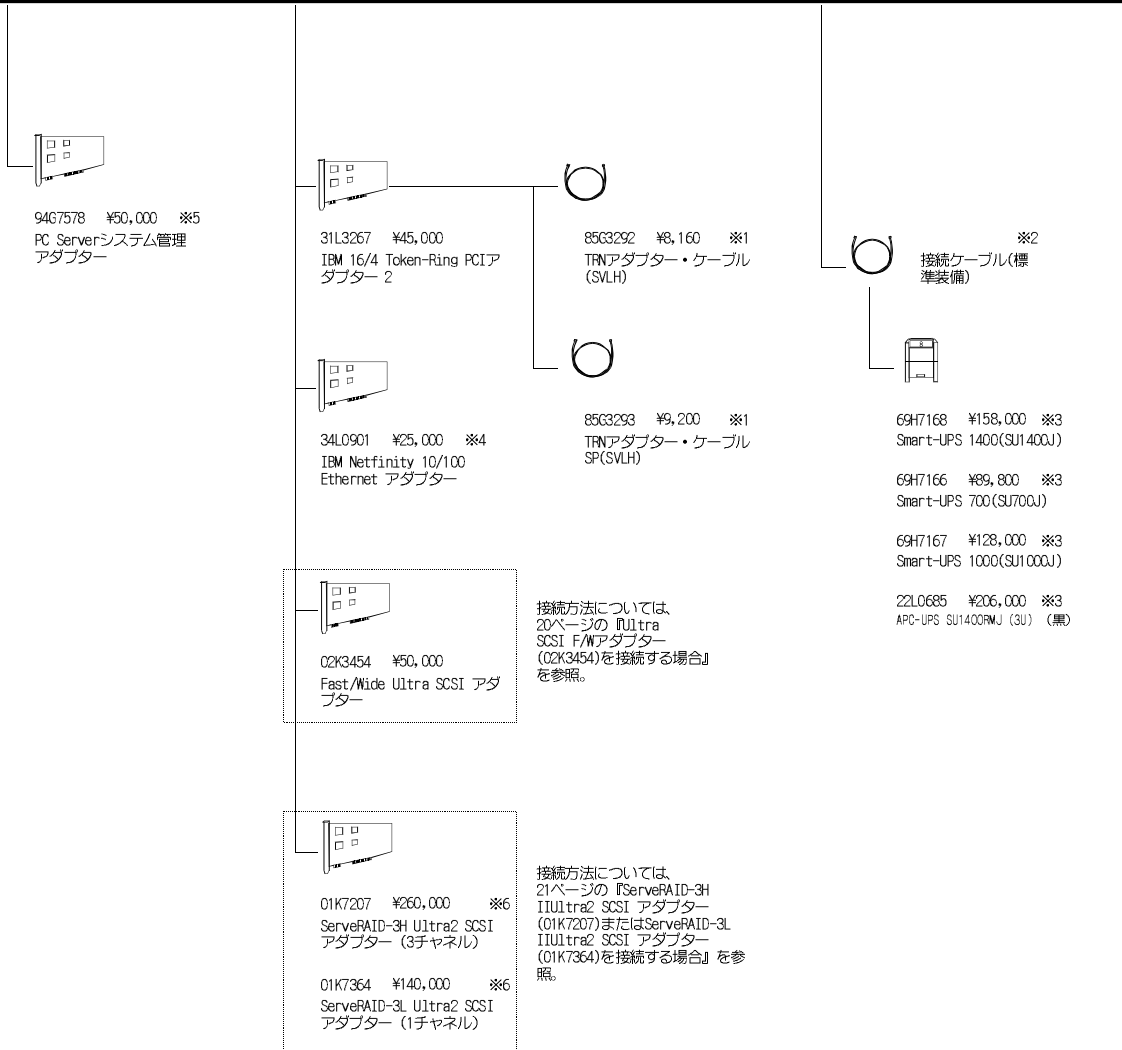 94G7578 ¥50,000 ※5
PC Serverシステム管理
アダプター
31L3267 ¥45,000
IBM 16/4 Token-Ring PCIア
ダプター 2
85G3292 ¥8,160 ※1
TRNアダプター・ケーブル
(SVLH)
85G3293 ¥9,200 ※1
TRNアダプター・ケーブル
SP(SVLH)
34L0901 ¥25,000 ※4
IBM Netfinity 10/100
Ethernet アダプター
02K3454 ¥50,000
Fast/Wide Ultra SCSI アダ
プター
接続方法については、
20ページの『Ultra
SCSI F/Wアダプター
(02K3454)を接続する場合』
を参照。
01K7207 ¥260,000 ※6
ServeRAID-3H Ultra2 SCSI
アダプター（3チャネル）
01K7364 ¥140,000 ※6
ServeRAID-3L Ultra2 SCSI
アダプター（1チャネル）
接続方法については、
21ページの『ServeRAID-3H
IIUltra2 SCSI アダプター
(01K7207)またはServeRAID-3L
IIUltra2 SCSI アダプター
(01K7364)を接続する場合』を参
照。
※2
接続ケーブル(標
準装備)
69H7168 ¥158,000 ※3
Smart-UPS 1400(SU1400J)
69H7166 ¥89,800 ※3
Smart-UPS 700(SU700J)
69H7167 ¥128,000 ※3
Smart-UPS 1000(SU1000J)
22L0685 ¥206,000 ※3
APC-UPS SU1400RMJ (3U) （黒）